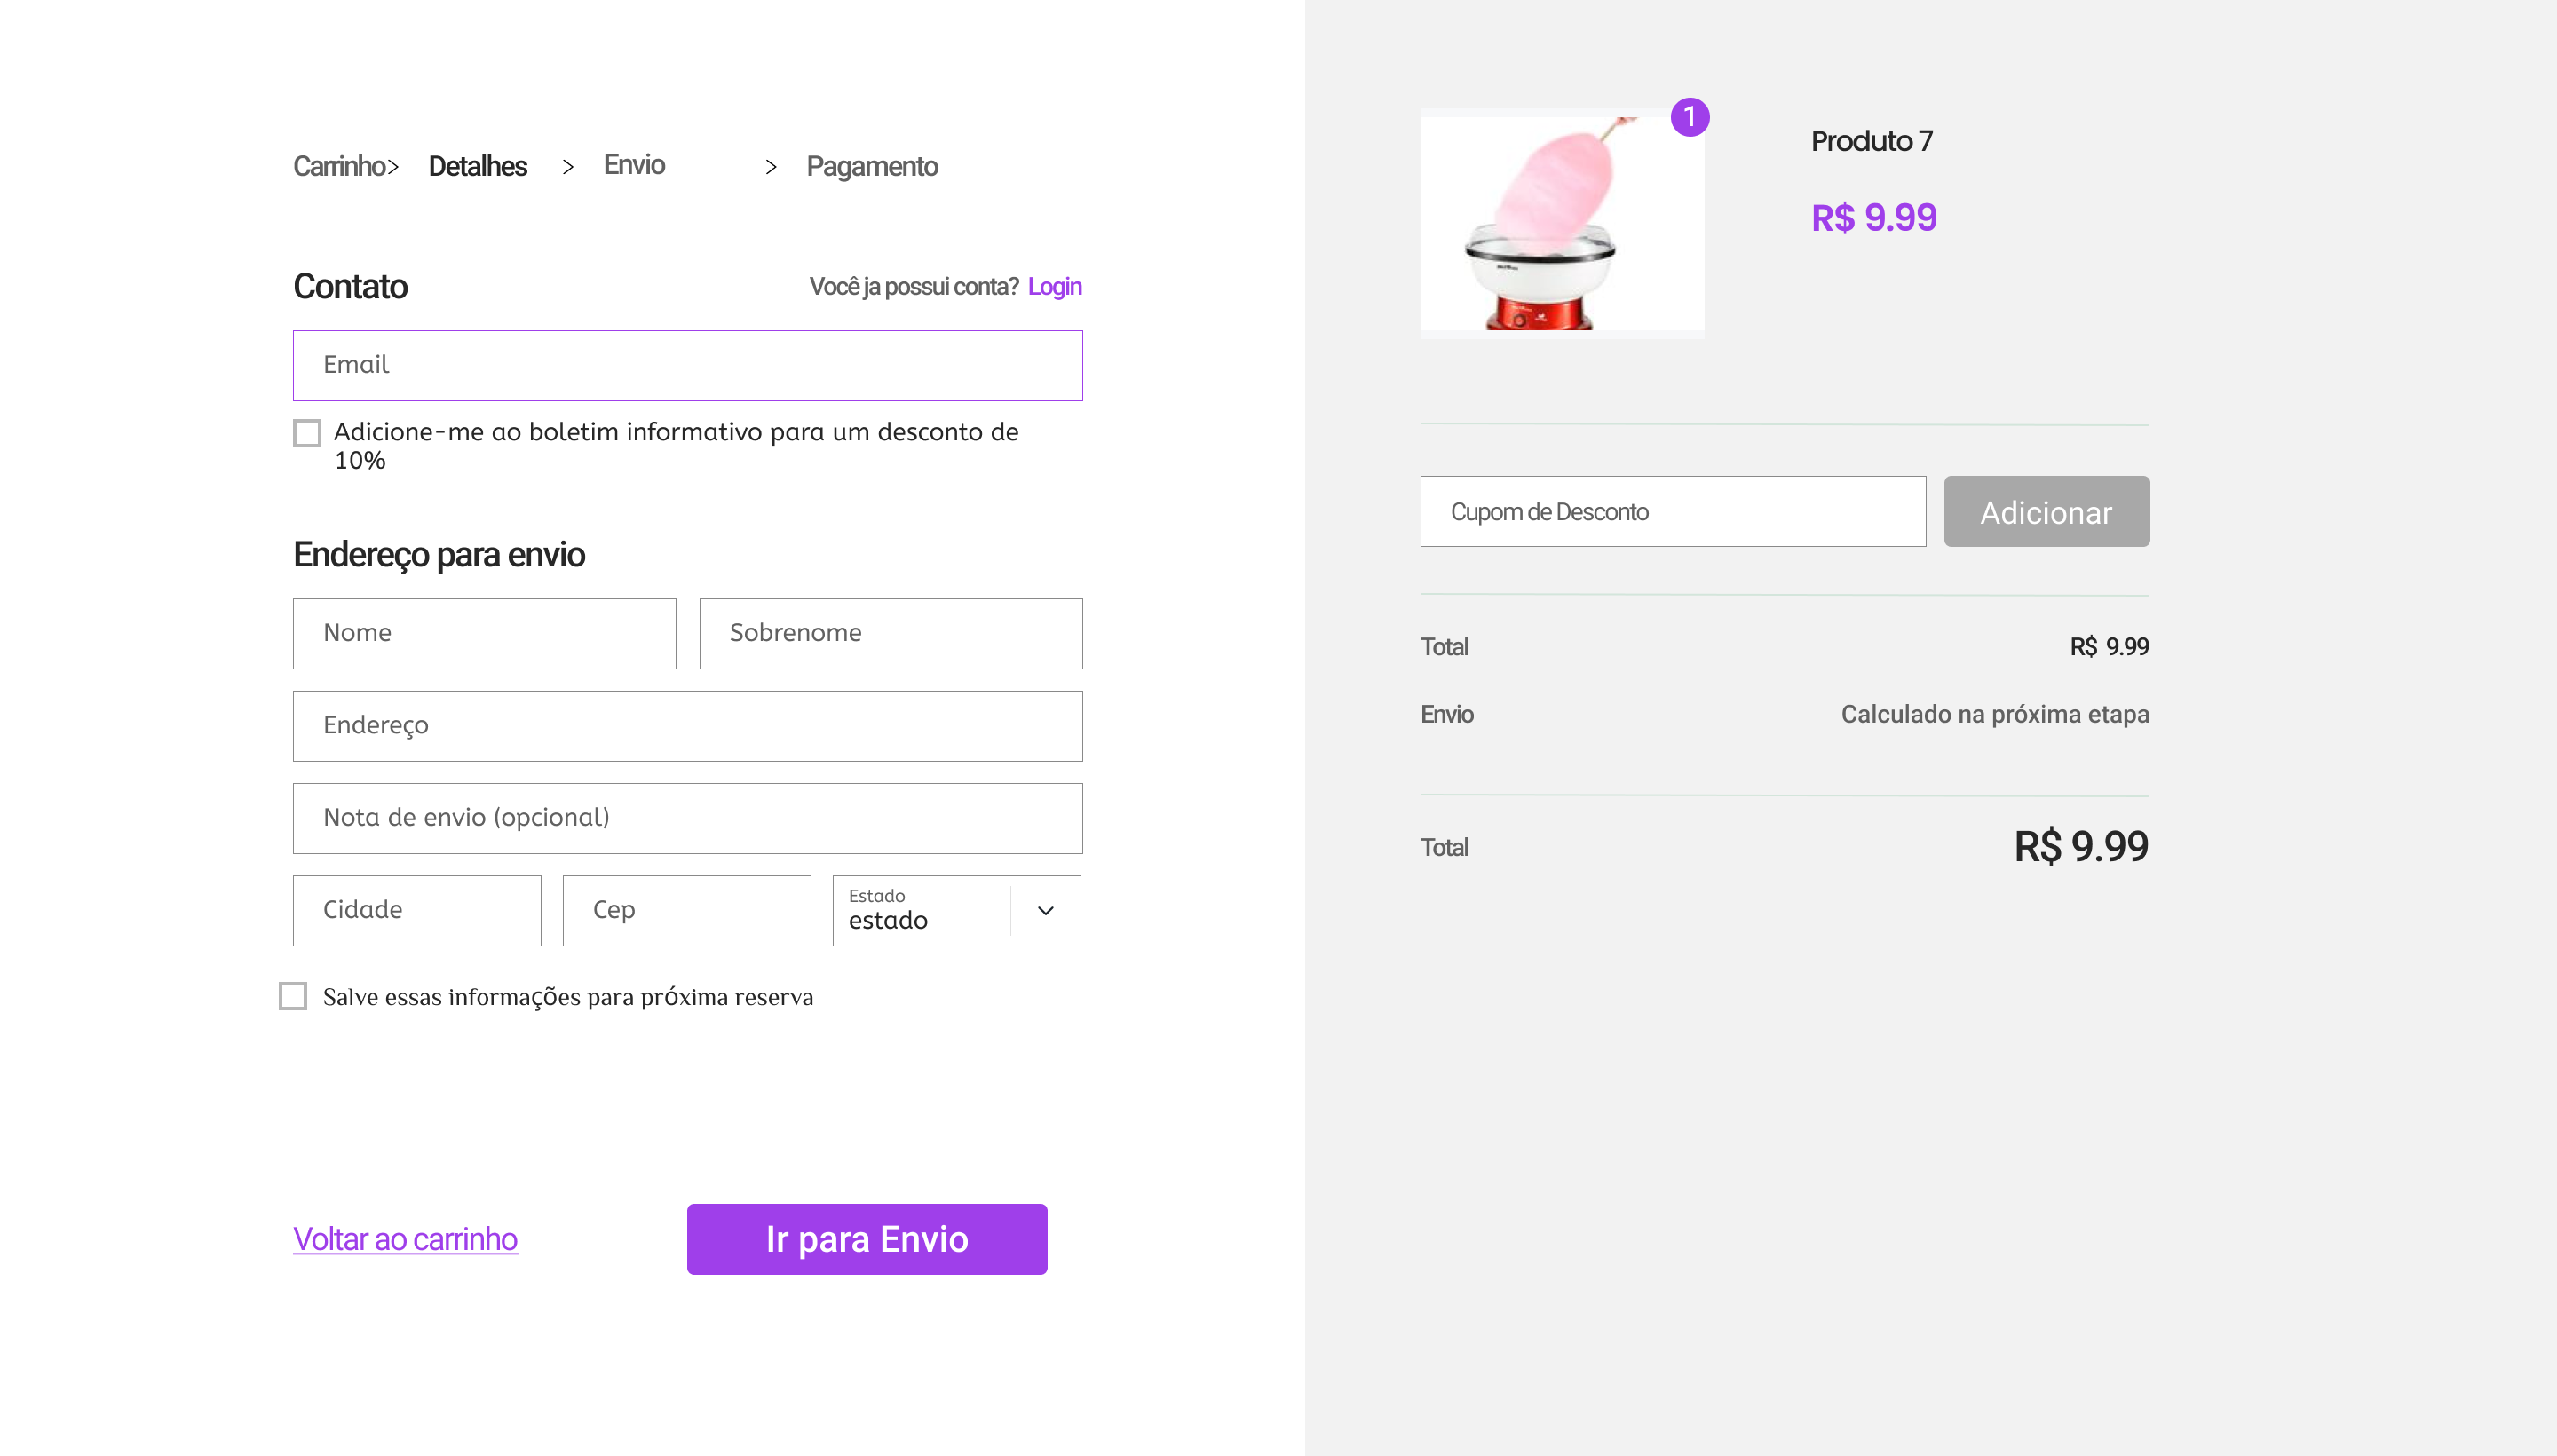 Carrinho > Detalhes > Envio > Pagamento
Contato
Você ja possui conta? Login
Email
Adicione-me ao boletim informativo para um desconto de
10%
Endereço para envio
Nome
Sobrenome
Endereço
Nota de envio (opcional)
Cidade
Cep
Estado
estado
Salve essas informações para próxima reserva
Voltar ao carrinho
Ir para Envio
1
Produto 7
R$ 9.99
Cupom de Desconto
Adicionar
Total
R$ 9.99
Envio
Calculado na próxima etapa
Total
R$ 9.99